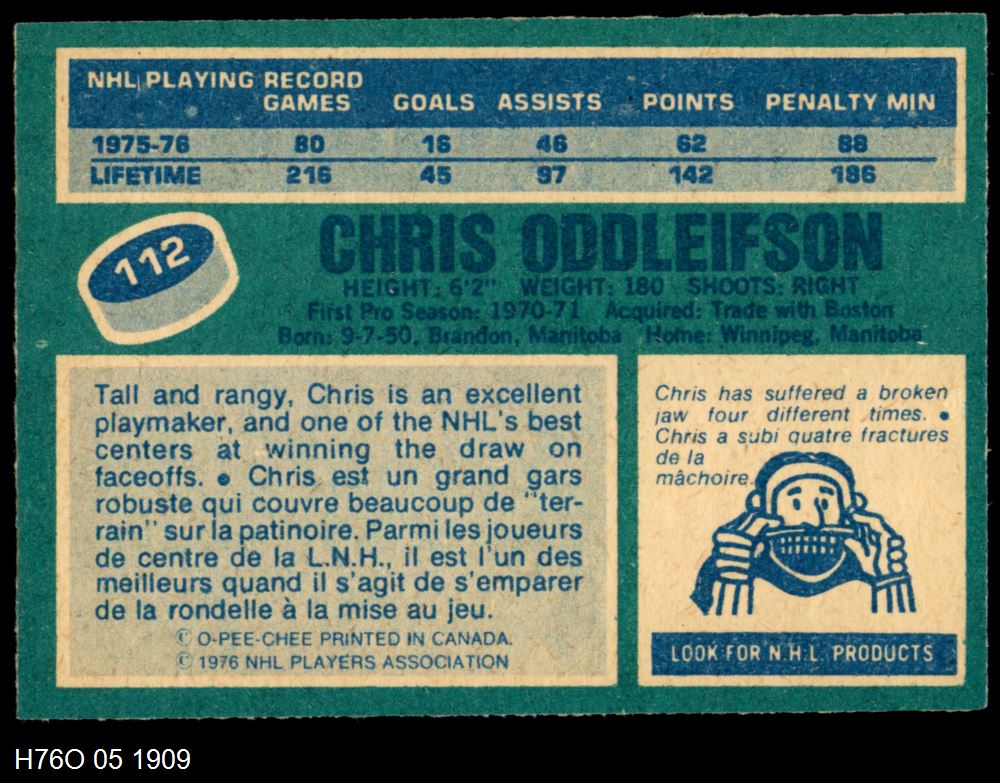 NHL PLAYING RECORD
GAMES GOALS ASSISTS POINTS PENALTY MIN
1975-76 80 16 46 62 88
LIFETIME 216 45 97 142 186
112
CHRIS ODDLEIFSON
HEIGHT: 6'2" WEIGHT: 180 SHOOTS: RIGHT
First Pro Season: 1970-71 Acquired: Trade with Boston
Born: 9-7-50, Brandon, Manitoba Home: Winnipeg, Manitoba
Tall and rangy, Chris is an excellent
playmaker, and one of the NHL's best
centers at winning the draw on
faceoffs. • Chris est un grand gars
robuste qui couvre beaucoup de "ter-
rain" sur la patinoire. Parmi les joueurs
de centre de la L.N.H., il est l'un des
meilleurs quand il s'agit de s'emparer
de la rondelle à la mise au jeu.
© O-PEE-CHEE PRINTED IN CANADA.
© 1976 NHL PLAYERS ASSOCIATION
Chris has suffered a broken
jaw four different times. •
Chris a subi quatre fractures
de la
mâchoire.
LOOK FOR N.H.L. PRODUCTS
H76O 05 1909